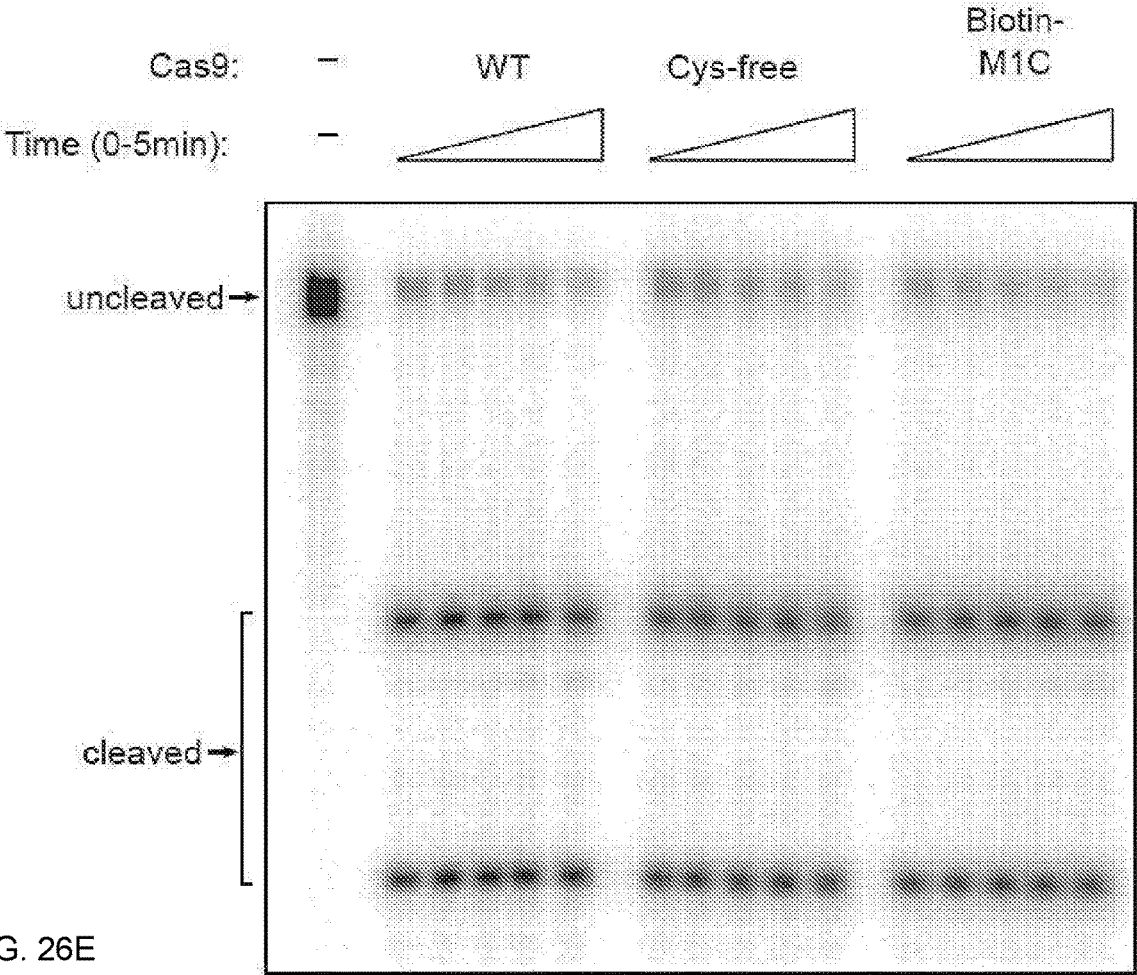 Cas9:
–
WT
Cys-free
Biotin-
M1C
Time (0-5min):
–
uncleaved
cleaved
G. 26E